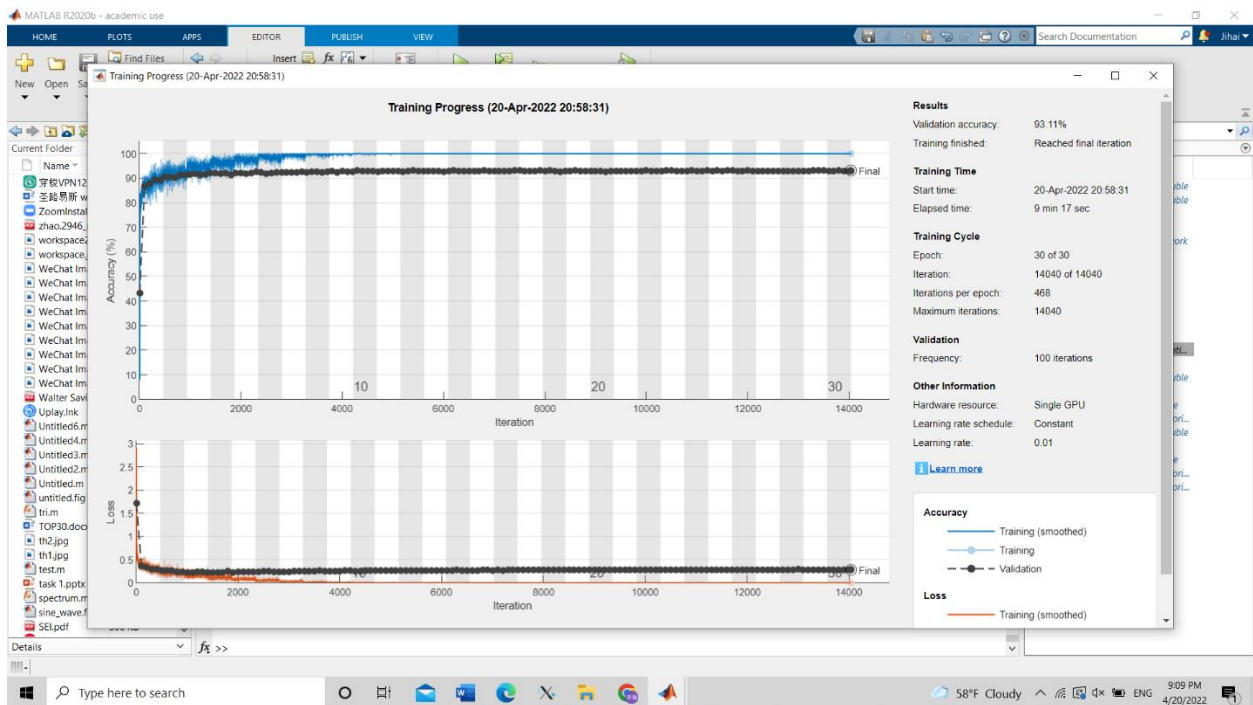 MATLAB R2020b - academic use
HOME PLOTS APPS EDITOR PUBLISH VIEW Search Documentation Jihai
Find Files Insert fx
New Open
Training Progress (20-Apr-2022 20:58:31)
Training Progress (20-Apr-2022 20:58:31)
Current Folder
Name
穿梭VPN12
圣路易斯 w
ZoomInstal
zhao.2946_
workspace2
workspace_
WeChat Im
WeChat Im
WeChat Im
WeChat Im
WeChat Im
WeChat Im
WeChat Im
WeChat Im
WeChat Im
Walter Savi
Uplay.lnk
Untitled6.m
Untitled4.m
Untitled3.m
Untitled2.m
Untitled.m
untitled.fig
tri.m
TOP30.docx
th2.jpg
th1.jpg
test.m
task 1.pptx
spectrum.m
sine_wave.f
SEI.pdf
Details
Accuracy (%)
100
90
80
70
60
50
40
30
20
10
0
10 20 30
Final
0 2000 4000 6000 8000 10000 12000 14000
Iteration
Loss
3
2.5
2
1.5
1
0.5
0
10 20 30
Final
0 2000 4000 6000 8000 10000 12000 14000
Iteration
Results
Validation accuracy: 93.11%
Training finished: Reached final iteration
Training Time
Start time: 20-Apr-2022 20:58:31
Elapsed time: 9 min 17 sec
Training Cycle
Epoch: 30 of 30
Iteration: 14040 of 14040
Iterations per epoch: 468
Maximum iterations: 14040
Validation
Frequency: 100 iterations
Other Information
Hardware resource: Single GPU
Learning rate schedule: Constant
Learning rate: 0.01
Learn more
Accuracy
Training (smoothed)
Training
Validation
Loss
Training (smoothed)
fx >>
Type here to search
58°F Cloudy ENG 9:09 PM
4/20/2022